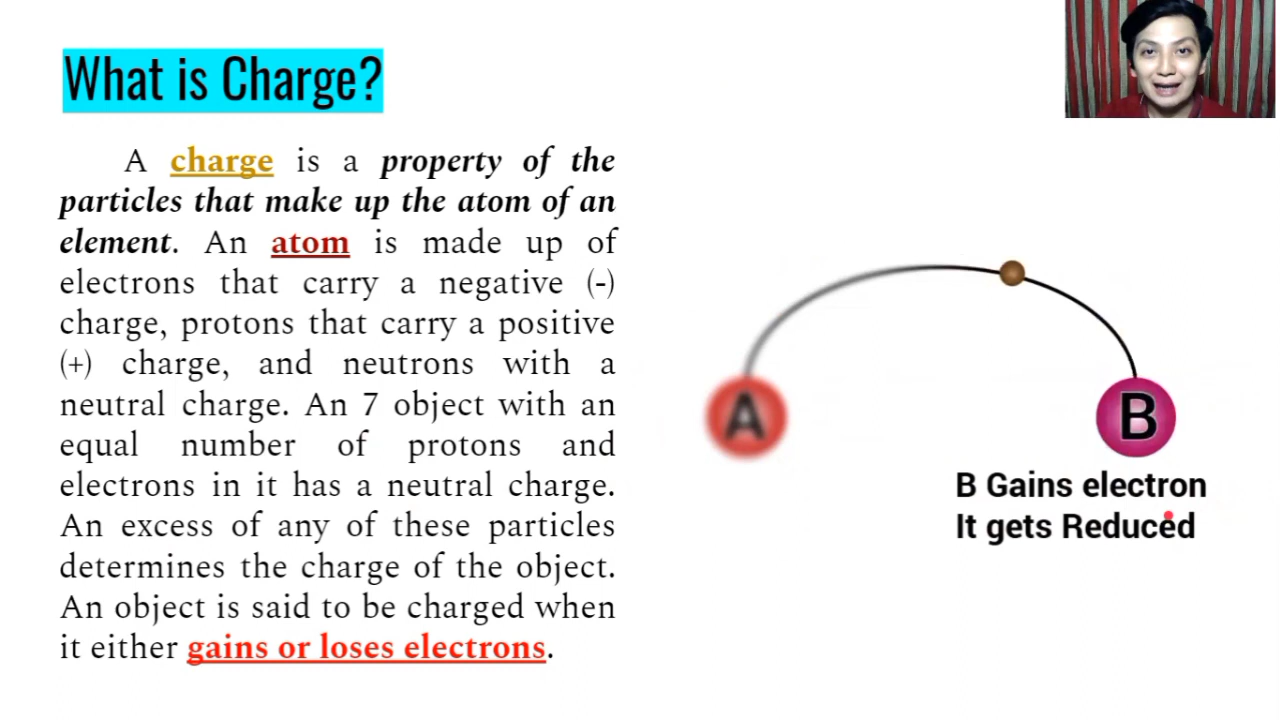 What is Charge?
A charge is a property of the
particles that make up the atom of an
element. An atom is made up of
electrons that carry a negative (-)
charge, protons that carry a positive
(+) charge, and neutrons with a
neutral charge. An 7 object with an
equal number of protons and
electrons in it has a neutral charge.
An excess of any of these particles
determines the charge of the object.
An object is said to be charged when
it either gains or loses electrons.
A
B
B Gains electron
It gets Reduced